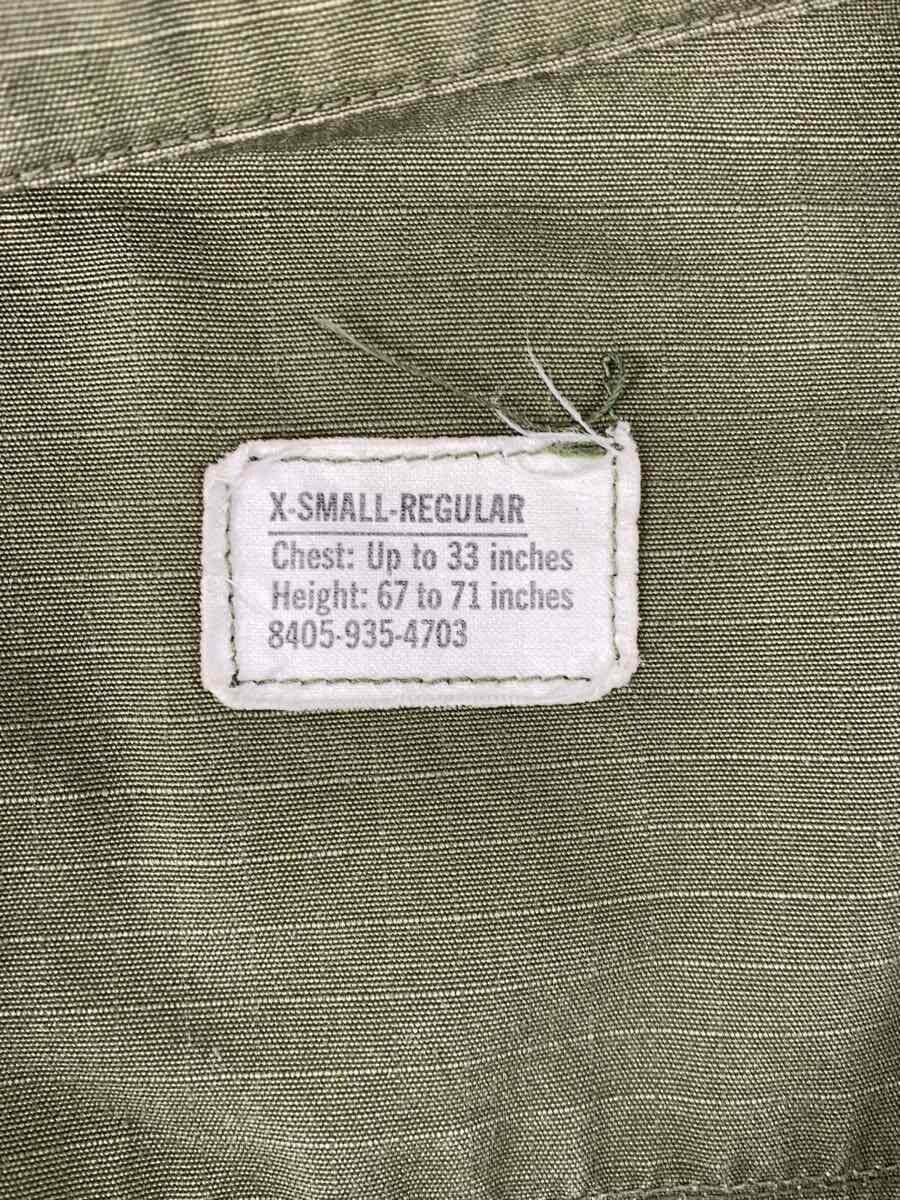 X-SMALL-REGULAR
Chest: Up to 33 inches
Height: 67 to 71 inches
8405-935-4703